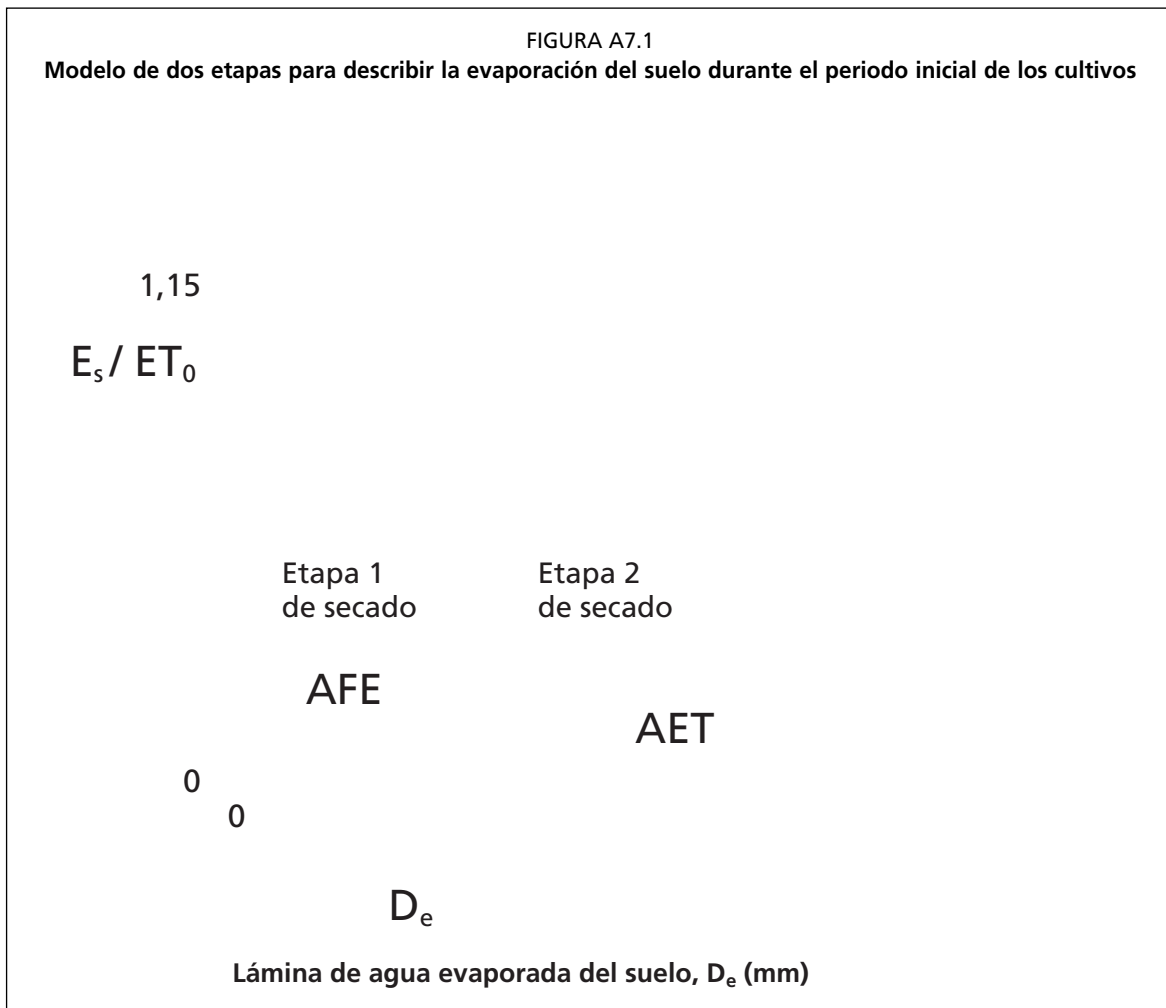 FIGURA A7.1
Modelo de dos etapas para describir la evaporación del suelo durante el periodo inicial de los cultivos
1,15
Eₛ / ET₀
Etapa 1
de secado
Etapa 2
de secado
AFE
AET
0
0
Dₑ
Lámina de agua evaporada del suelo, Dₑ (mm)